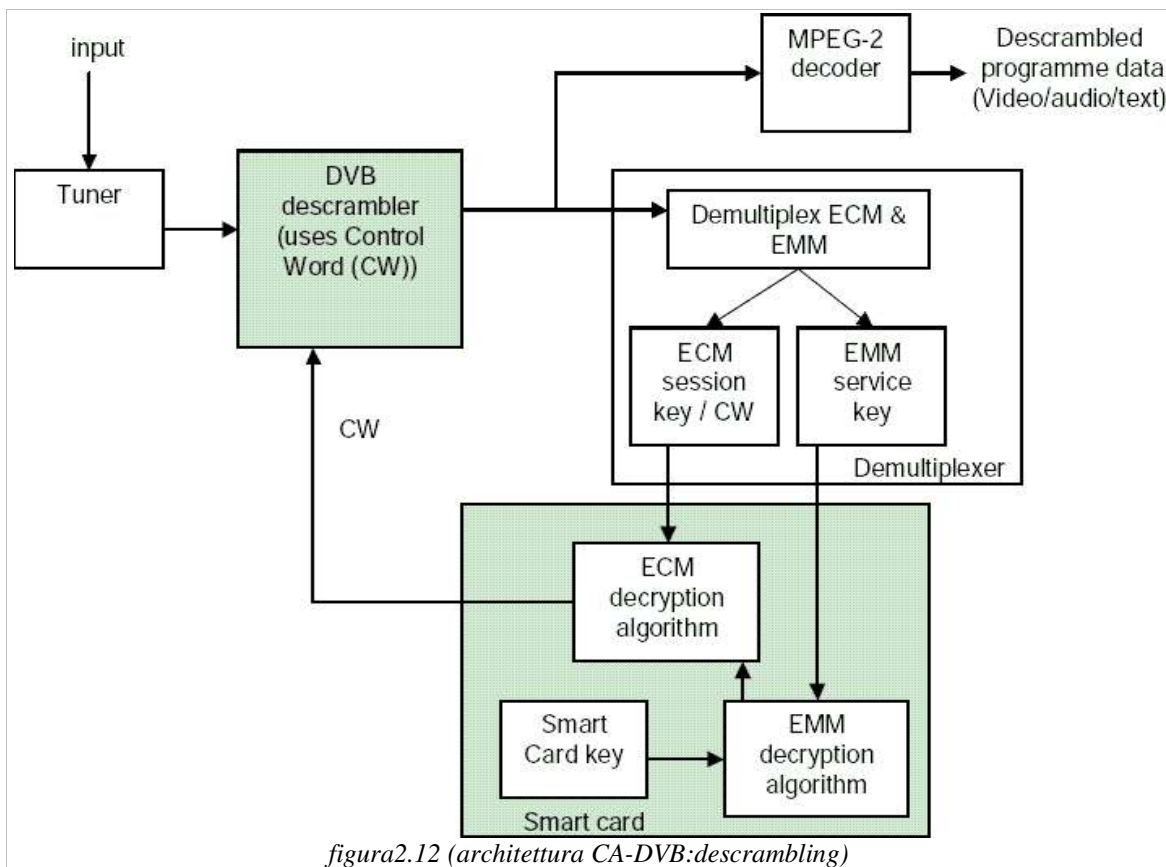 input
MPEG-2
decoder
Descrambled
programme data
(Video/audio/text)
Tuner
DVB
descrambler
(uses Control
Word (CW))
Demultiplex ECM &
EMM
ECM
session
key / CW
EMM
service
key
Demultiplexer
CW
ECM
decryption
algorithm
Smart
Card key
EMM
decryption
algorithm
Smart card
figura2.12 (architettura CA-DVB:descrambling)